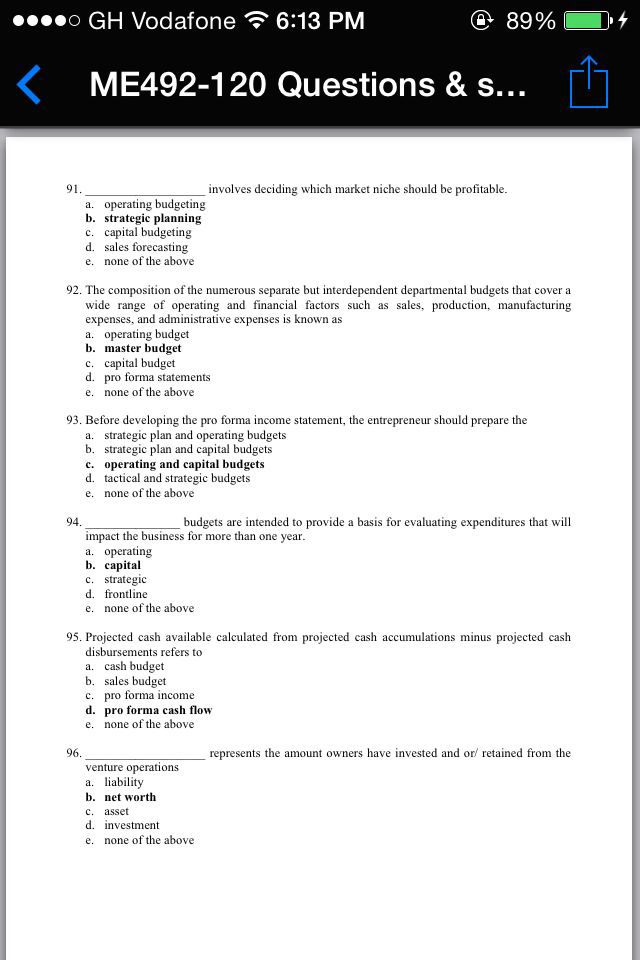 GH Vodafone 6:13 PM 89%
ME492-120 Questions & s...
91. ____________________ involves deciding which market niche should be profitable.
a. operating budgeting
b. strategic planning
c. capital budgeting
d. sales forecasting
e. none of the above
92. The composition of the numerous separate but interdependent departmental budgets that cover a
wide range of operating and financial factors such as sales, production, manufacturing
expenses, and administrative expenses is known as
a. operating budget
b. master budget
c. capital budget
d. pro forma statements
e. none of the above
93. Before developing the pro forma income statement, the entrepreneur should prepare the
a. strategic plan and operating budgets
b. strategic plan and capital budgets
c. operating and capital budgets
d. tactical and strategic budgets
e. none of the above
94. ________________ budgets are intended to provide a basis for evaluating expenditures that will
impact the business for more than one year.
a. operating
b. capital
c. strategic
d. frontline
e. none of the above
95. Projected cash available calculated from projected cash accumulations minus projected cash
disbursements refers to
a. cash budget
b. sales budget
c. pro forma income
d. pro forma cash flow
e. none of the above
96. ____________________ represents the amount owners have invested and or/ retained from the
venture operations
a. liability
b. net worth
c. asset
d. investment
e. none of the above